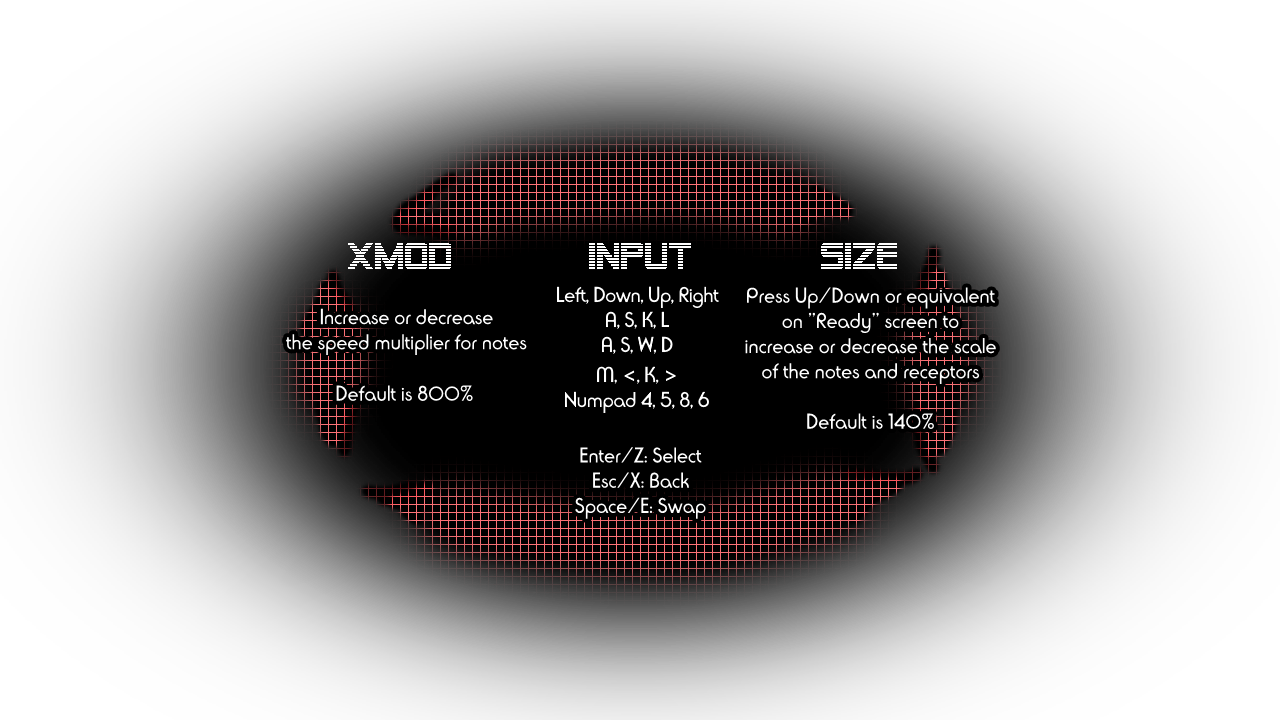 XMOD
Increase or decrease
the speed multiplier for notes
Default is 800%
INPUT
Left, Down, Up, Right
A, S, K, L
A, S, W, D
M, <, K, >
Numpad 4, 5, 8, 6
Enter/Z: Select
Esc/X: Back
Space/E: Swap
SIZE
Press Up/Down or equivalent
on "Ready" screen to
increase or decrease the scale
of the notes and receptors
Default is 140%